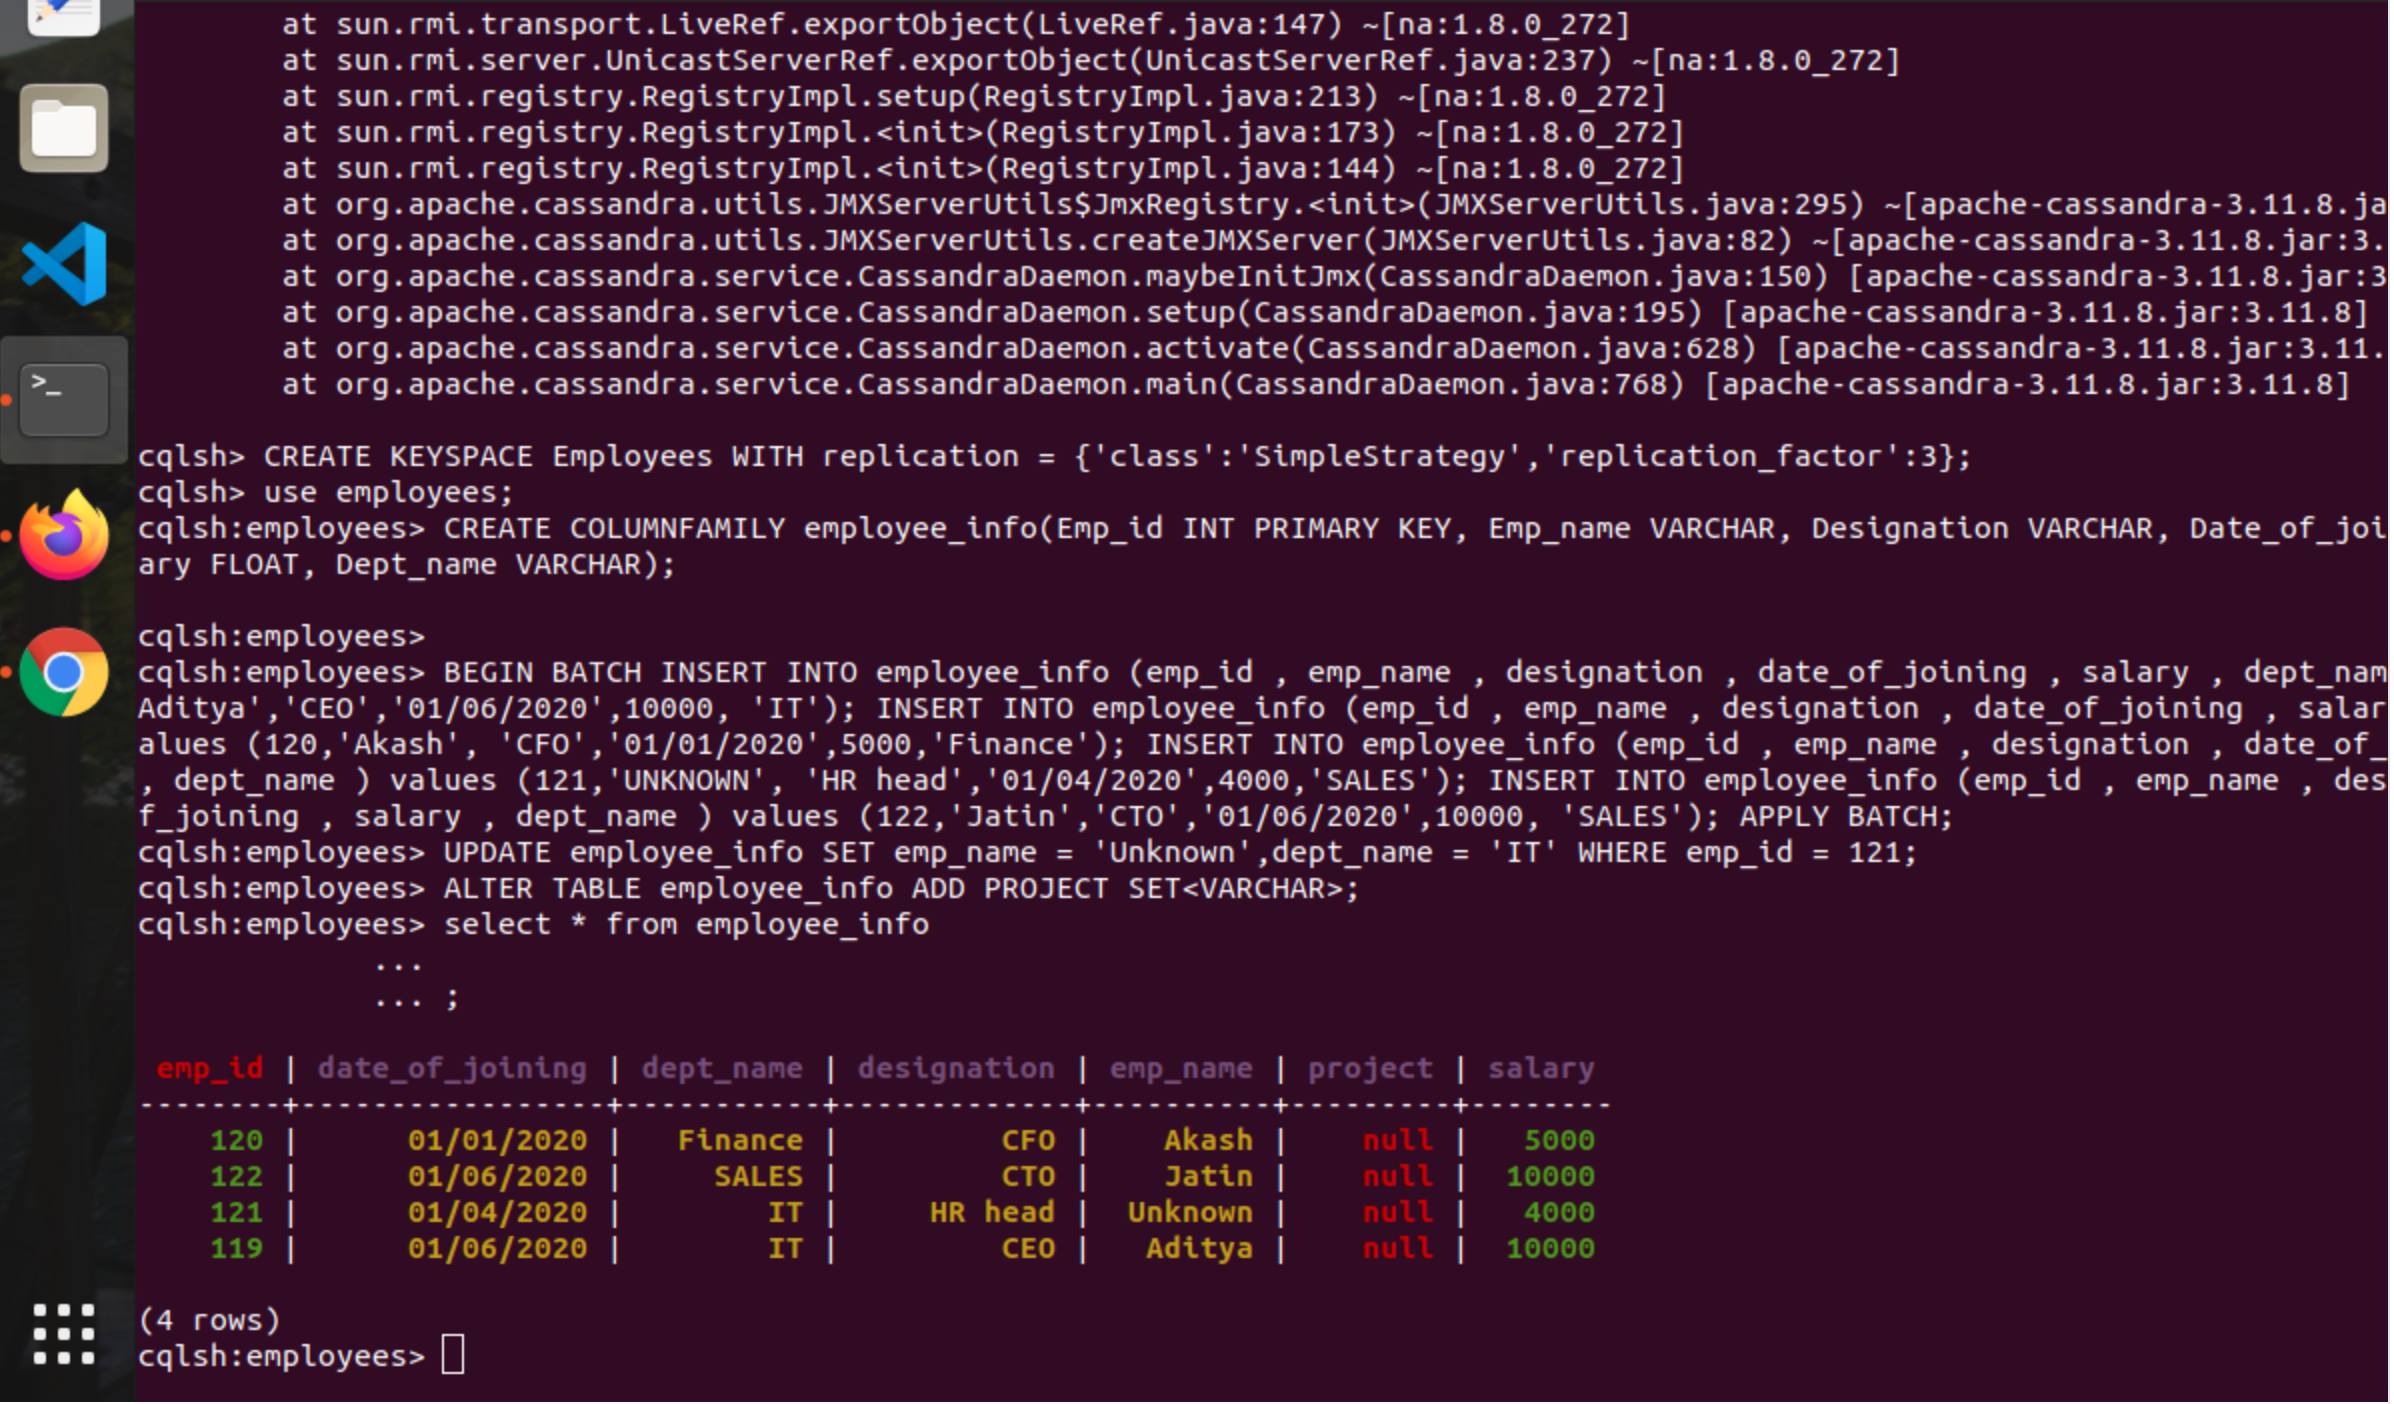 at sun.rmi.transport.LiveRef.exportObject(LiveRef.java:147) ~[na:1.8.0_272]
at sun.rmi.server.UnicastServerRef.exportObject(UnicastServerRef.java:237) ~[na:1.8.0_272]
at sun.rmi.registry.RegistryImpl.setup(RegistryImpl.java:213) ~[na:1.8.0_272]
at sun.rmi.registry.RegistryImpl.<init>(RegistryImpl.java:173) ~[na:1.8.0_272]
at sun.rmi.registry.RegistryImpl.<init>(RegistryImpl.java:144) ~[na:1.8.0_272]
at org.apache.cassandra.utils.JMXServerUtils$JmxRegistry.<init>(JMXServerUtils.java:295) ~[apache-cassandra-3.11.8.ja
at org.apache.cassandra.utils.JMXServerUtils.createJMXServer(JMXServerUtils.java:82) ~[apache-cassandra-3.11.8.jar:3.
at org.apache.cassandra.service.CassandraDaemon.maybeInitJmx(CassandraDaemon.java:150) [apache-cassandra-3.11.8.jar:3
at org.apache.cassandra.service.CassandraDaemon.setup(CassandraDaemon.java:195) [apache-cassandra-3.11.8.jar:3.11.8]
at org.apache.cassandra.service.CassandraDaemon.activate(CassandraDaemon.java:628) [apache-cassandra-3.11.8.jar:3.11.
at org.apache.cassandra.service.CassandraDaemon.main(CassandraDaemon.java:768) [apache-cassandra-3.11.8.jar:3.11.8]
cqlsh> CREATE KEYSPACE Employees WITH replication = {'class':'SimpleStrategy','replication_factor':3};
cqlsh> use employees;
cqlsh:employees> CREATE COLUMNFAMILY employee_info(Emp_id INT PRIMARY KEY, Emp_name VARCHAR, Designation VARCHAR, Date_of_joi
ary FLOAT, Dept_name VARCHAR);
cqlsh:employees>
cqlsh:employees> BEGIN BATCH INSERT INTO employee_info (emp_id , emp_name , designation , date_of_joining , salary , dept_nam
Aditya','CEO','01/06/2020',10000, 'IT'); INSERT INTO employee_info (emp_id , emp_name , designation , date_of_joining , salar
alues (120,'Akash', 'CFO','01/01/2020',5000,'Finance'); INSERT INTO employee_info (emp_id , emp_name , designation , date_of_
, dept_name ) values (121,'UNKNOWN', 'HR head','01/04/2020',4000,'SALES'); INSERT INTO employee_info (emp_id , emp_name , des
f_joining , salary , dept_name ) values (122,'Jatin','CTO','01/06/2020',10000, 'SALES'); APPLY BATCH;
cqlsh:employees> UPDATE employee_info SET emp_name = 'Unknown',dept_name = 'IT' WHERE emp_id = 121;
cqlsh:employees> ALTER TABLE employee_info ADD PROJECT SET<VARCHAR>;
cqlsh:employees> select * from employee_info
...
... ;
emp_id | date_of_joining | dept_name | designation | emp_name | project | salary
--------+-----------------+-----------+-------------+----------+---------+--------
120 | 01/01/2020 | Finance | CFO | Akash | null | 5000
122 | 01/06/2020 | SALES | CTO | Jatin | null | 10000
121 | 01/04/2020 | IT | HR head | Unknown | null | 4000
119 | 01/06/2020 | IT | CEO | Aditya | null | 10000
(4 rows)
cqlsh:employees>